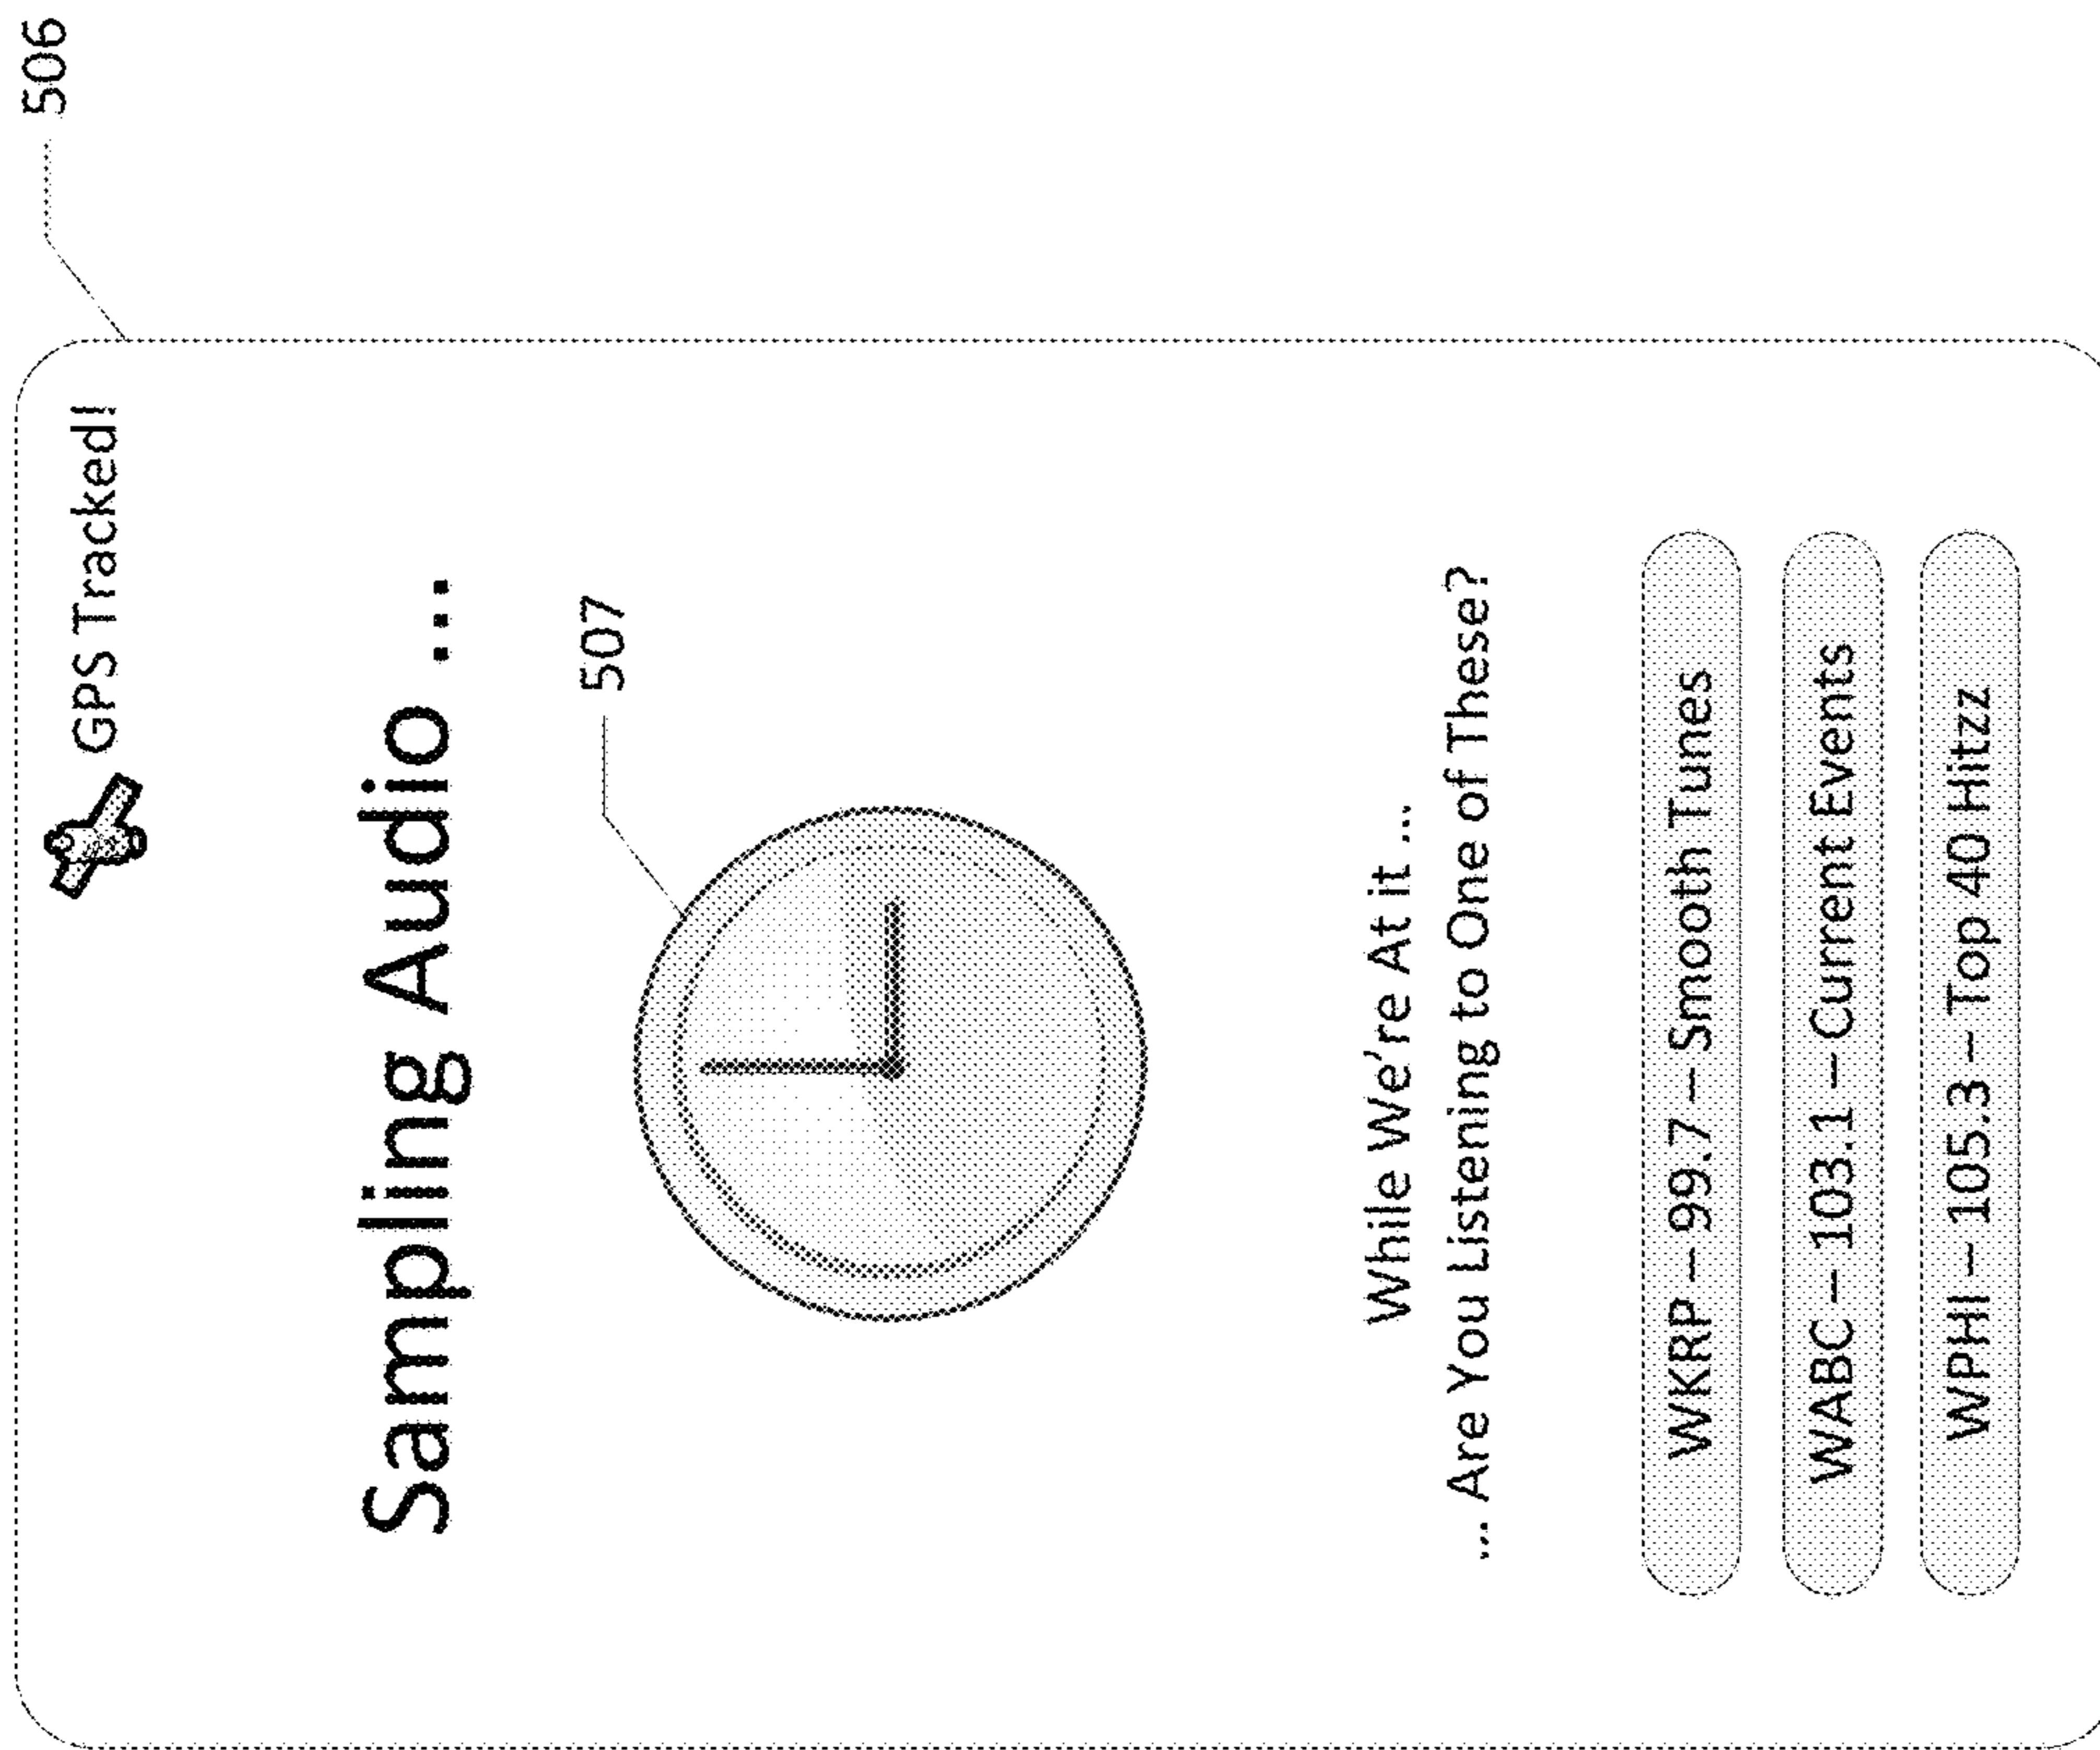 506
GPS Tracked!
Sampling Audio ...
507
While We're At it ...
... Are You Listening to One of These?
WKRP – 99.7 – Smooth Tunes
WABC – 103.1 – Current Events
WPHI – 105.3 – Top 40 Hitzz